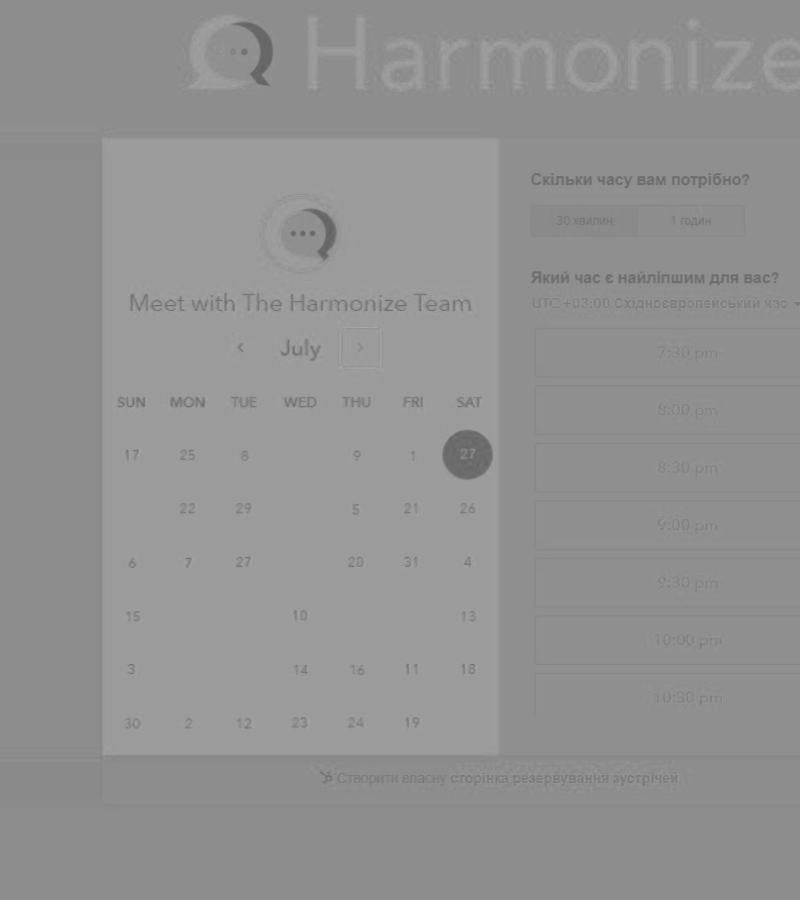 Harmonize
Meet with The Harmonize Team
‹ July ›
SUN MON TUE WED THU FRI SAT
17 25 8 9 1 27
22 29 5 21 26
6 7 27 20 31 4
15 10 13
3 14 16 11 18
30 2 12 23 24 19
Скільки часу вам потрібно?
30 хвилин 1 годин
Який час є найліпшим для вас?
UTC +03:00 Східноєвропейський час
7:30 pm
8:00 pm
8:30 pm
9:00 pm
9:30 pm
10:00 pm
10:30 pm
Створити власну сторінка резервування зустрічей